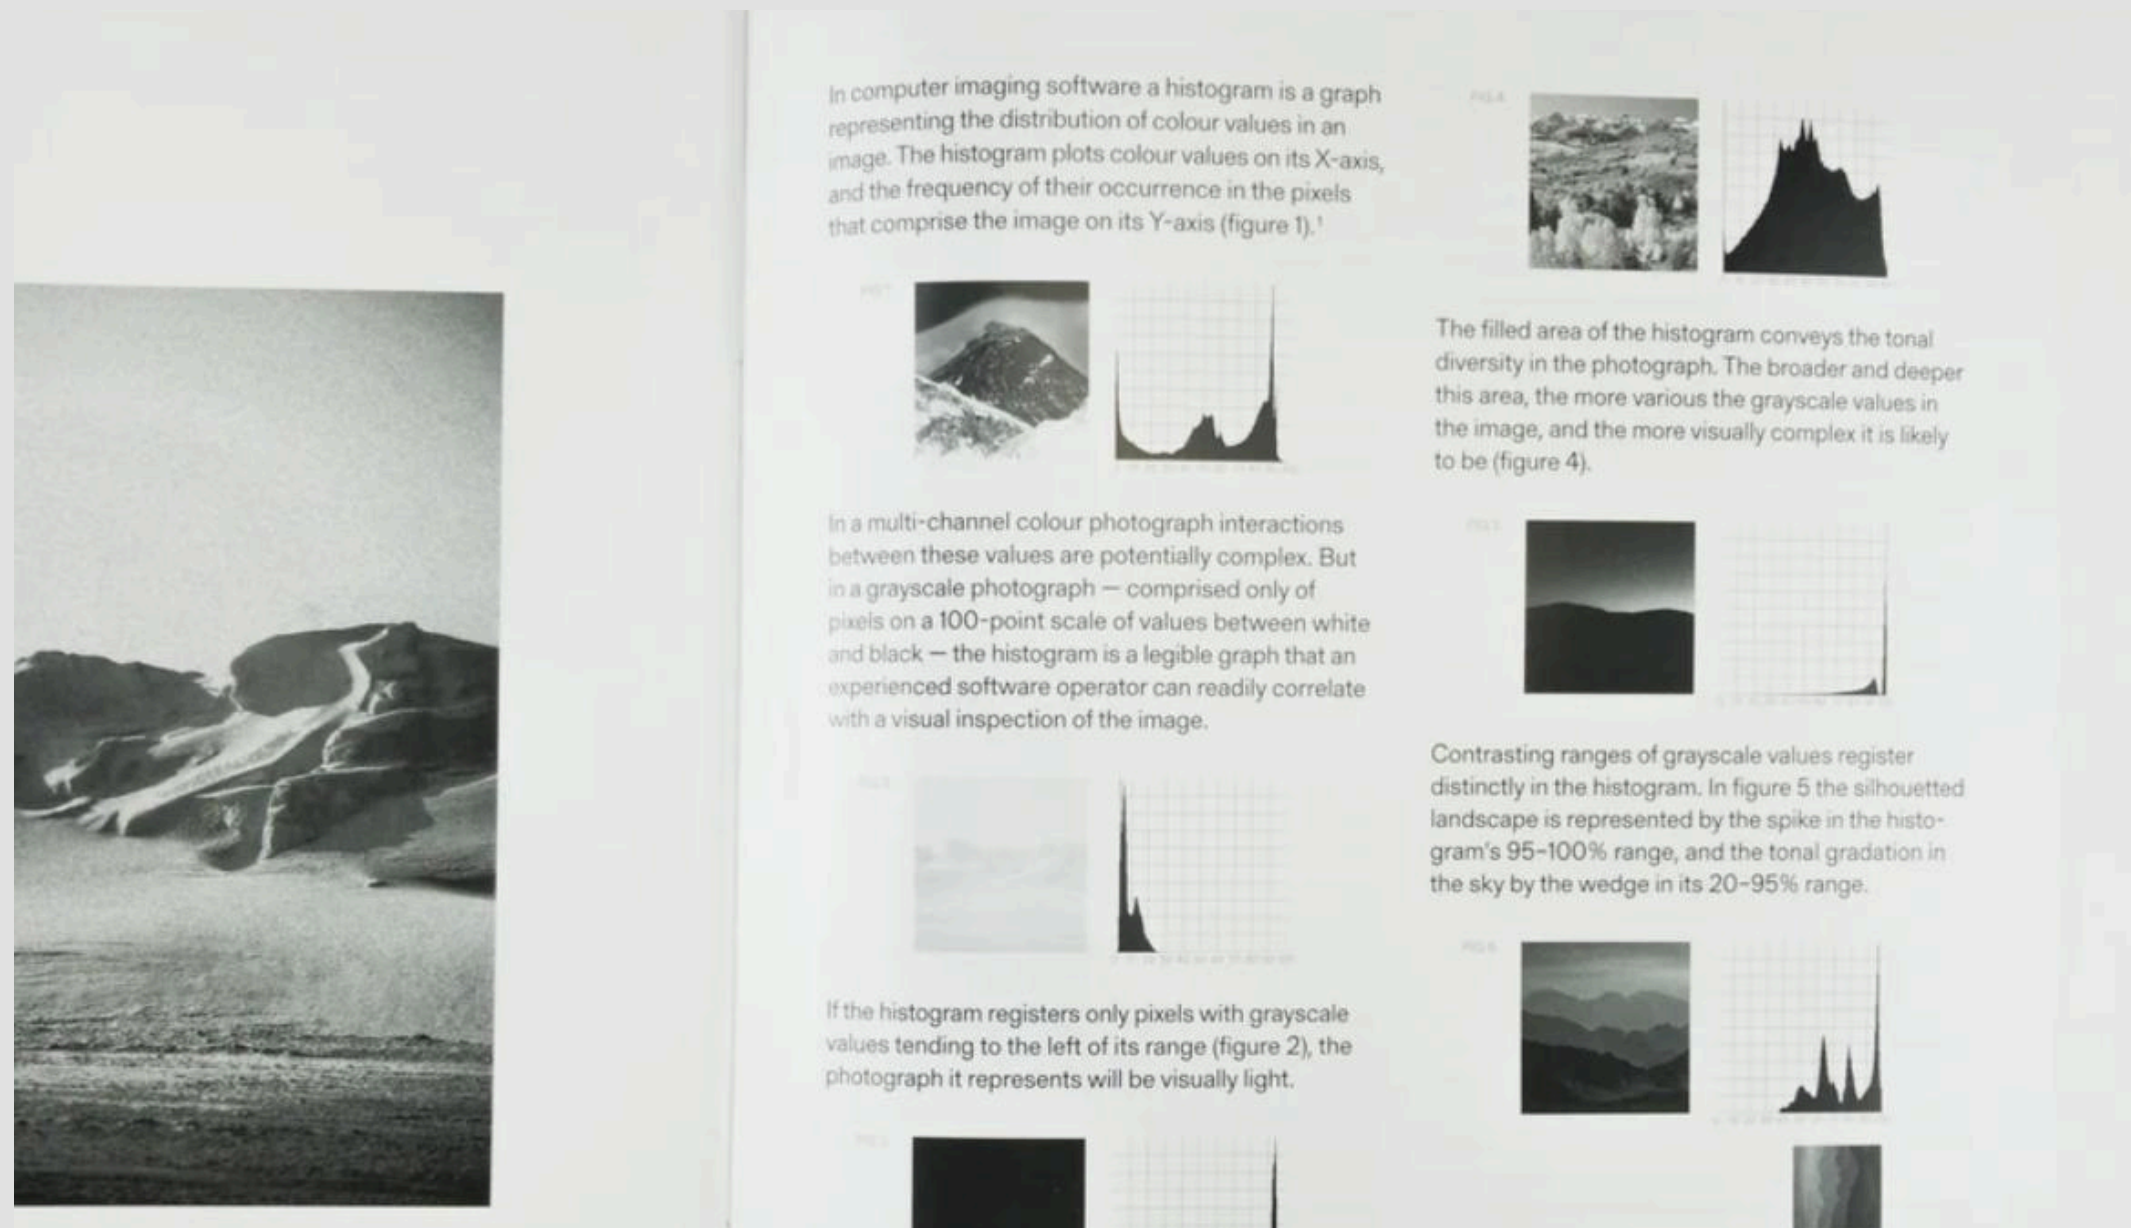 In computer imaging software a histogram is a graph
representing the distribution of colour values in an
image. The histogram plots colour values on its X-axis,
and the frequency of their occurrence in the pixels
that comprise the image on its Y-axis (figure 1).¹
In a multi-channel colour photograph interactions
between these values are potentially complex. But
in a grayscale photograph — comprised only of
pixels on a 100-point scale of values between white
and black — the histogram is a legible graph that an
experienced software operator can readily correlate
with a visual inspection of the image.
If the histogram registers only pixels with grayscale
values tending to the left of its range (figure 2), the
photograph it represents will be visually light.
FIG.4
The filled area of the histogram conveys the tonal
diversity in the photograph. The broader and deeper
this area, the more various the grayscale values in
the image, and the more visually complex it is likely
to be (figure 4).
Contrasting ranges of grayscale values register
distinctly in the histogram. In figure 5 the silhouetted
landscape is represented by the spike in the histo-
gram's 95–100% range, and the tonal gradation in
the sky by the wedge in its 20–95% range.
FIG.6